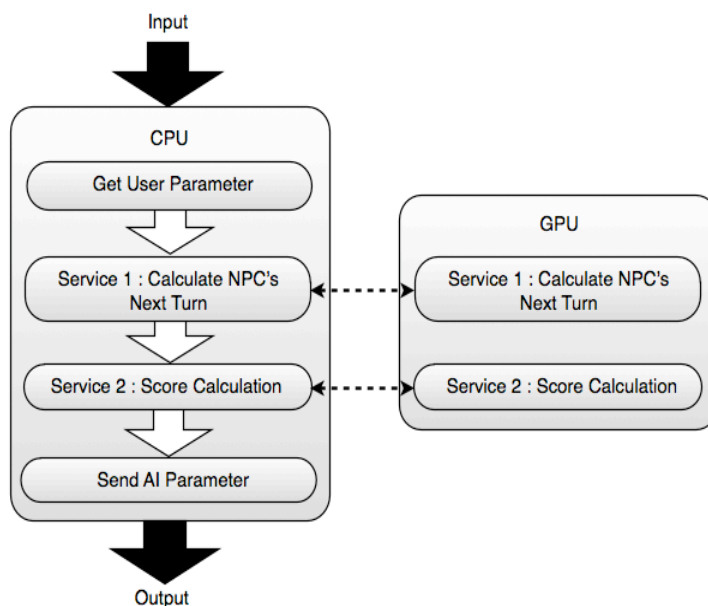 Input
CPU
Get User Parameter
Service 1 : Calculate NPC's
Next Turn
Service 2 : Score Calculation
Send AI Parameter
Output
GPU
Service 1 : Calculate NPC's
Next Turn
Service 2 : Score Calculation